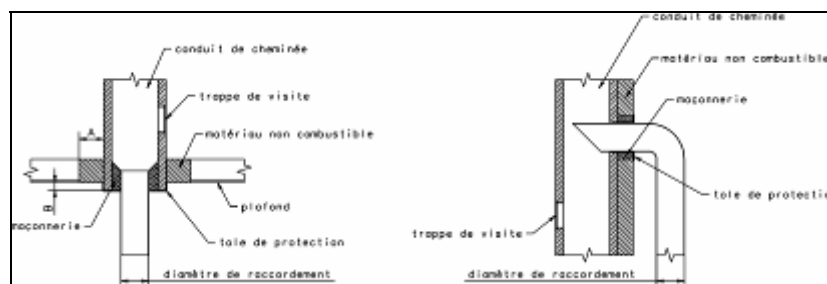 conduit de cheminée
trappe de visite
matériau non combustible
A
B
plafond
maçonnerie
tole de protection
diamètre de raccordement
conduit de cheminée
matériau non combustible
maçonnerie
tole de protection
trappe de visite
diamètre de raccordement